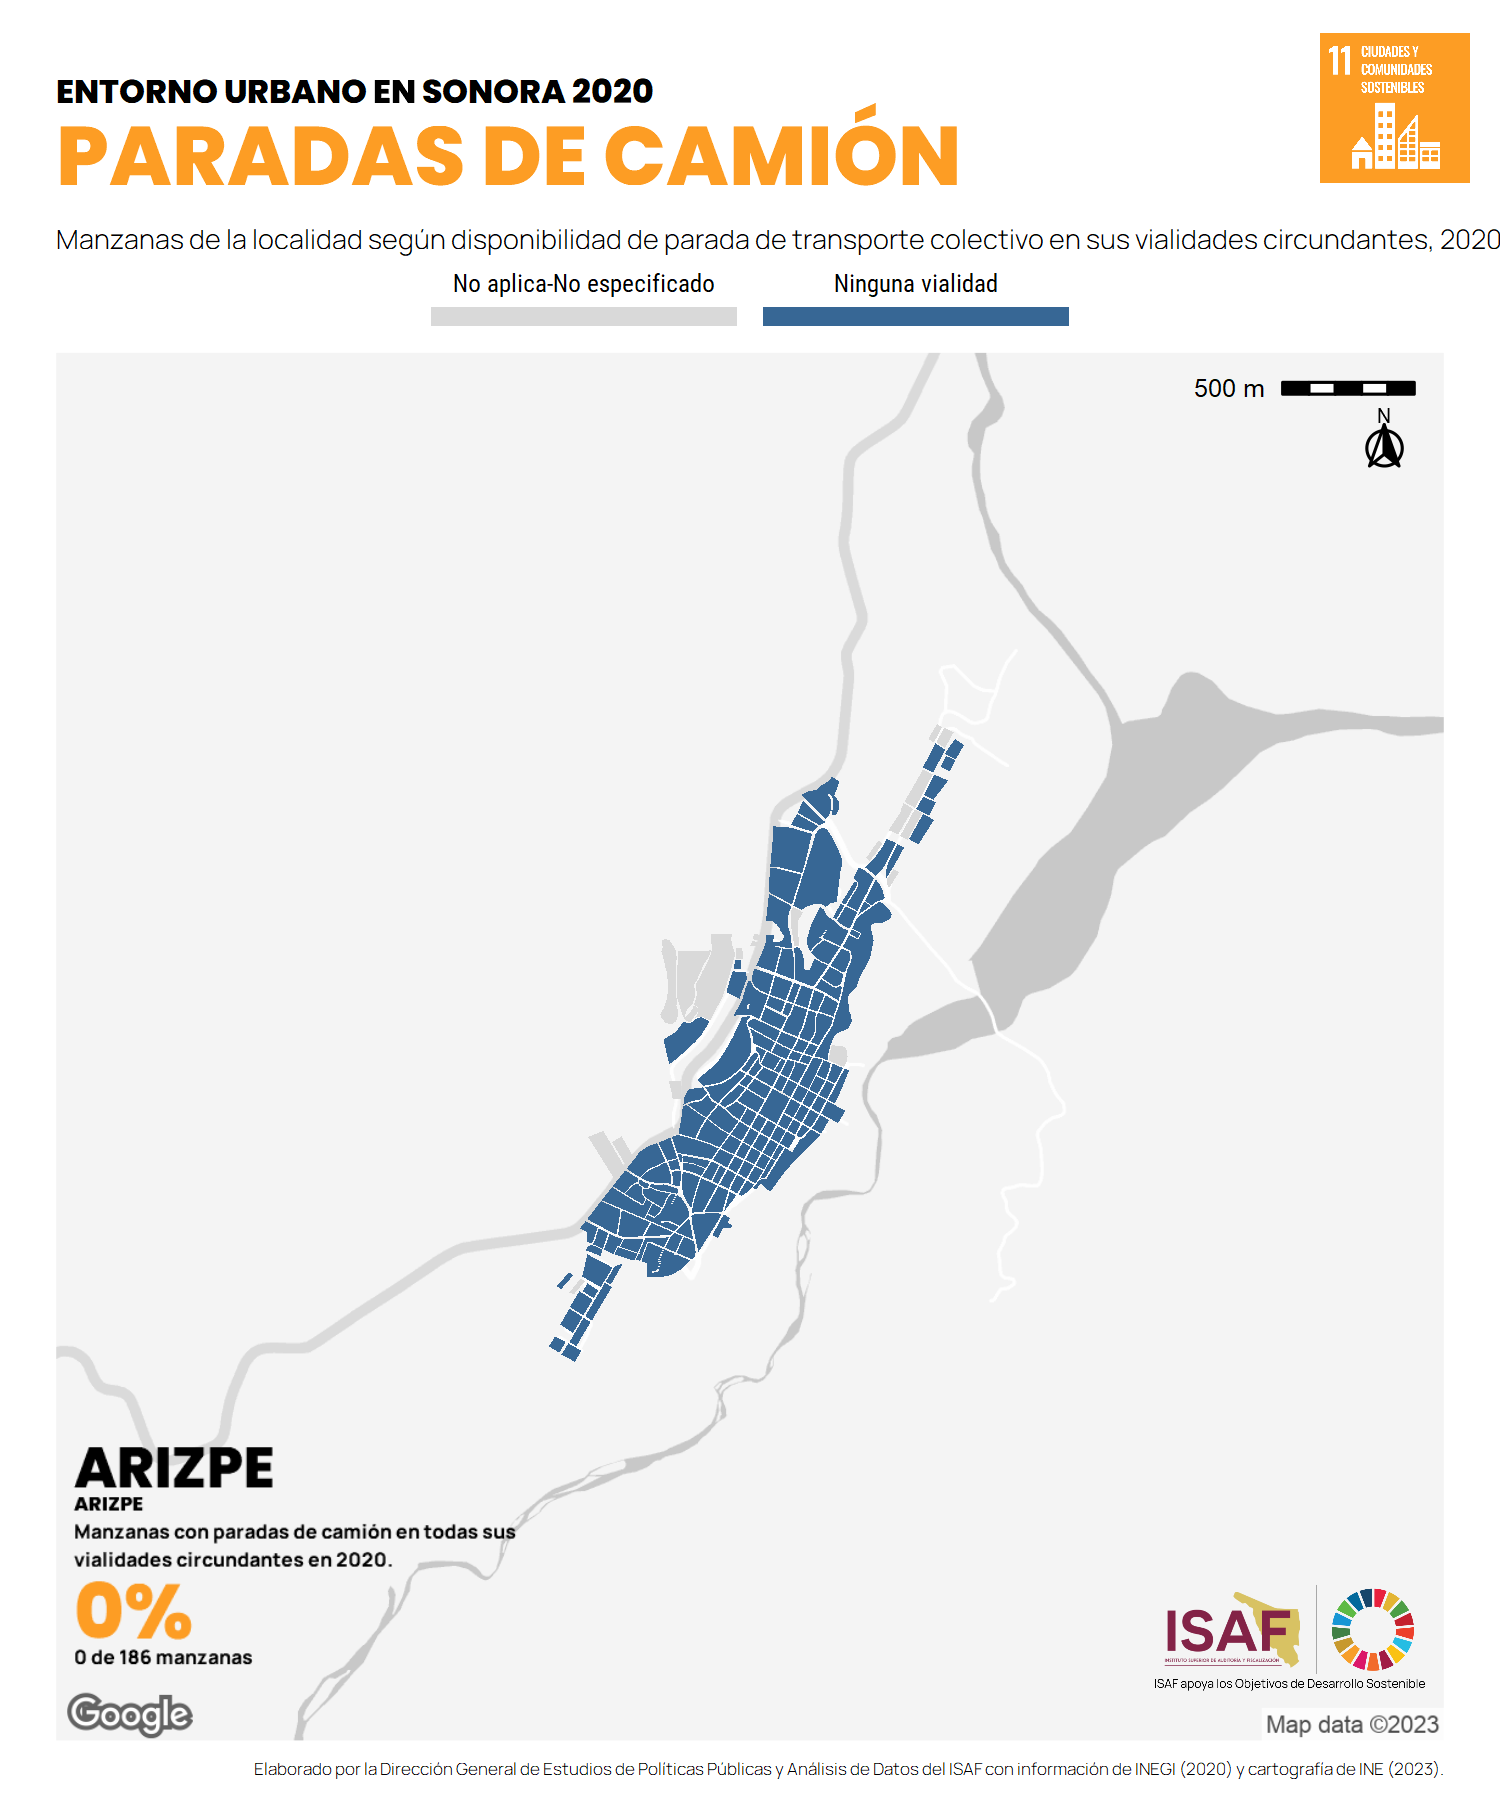 ENTORNO URBANO EN SONORA 2020
PARADAS DE CAMIÓN
11 CIUDADES Y
COMUNIDADES
SOSTENIBLES
Manzanas de la localidad según disponibilidad de parada de transporte colectivo en sus vialidades circundantes, 2020
No aplica-No especificado
Ninguna vialidad
500 m
N
ARIZPE
ARIZPE
Manzanas con paradas de camión en todas sus
vialidades circundantes en 2020.
0%
0 de 186 manzanas
Google
ISAF
INSTITUTO SUPERIOR DE AUDITORÍA Y FISCALIZACIÓN
ISAF apoya los Objetivos de Desarrollo Sostenible
Map data ©2023
Elaborado por la Dirección General de Estudios de Políticas Públicas y Análisis de Datos del ISAF con información de INEGI (2020) y cartografía de INE (2023).